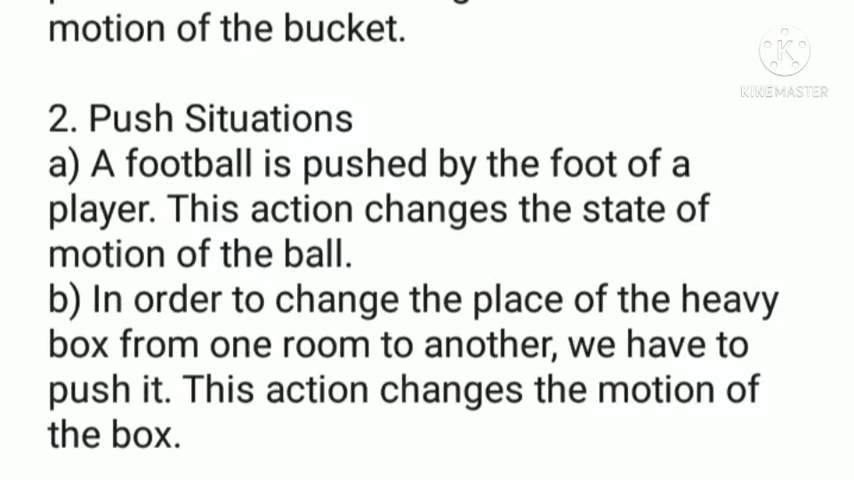 motion of the bucket.
K
KINEMASTER
2. Push Situations
a) A football is pushed by the foot of a
player. This action changes the state of
motion of the ball.
b) In order to change the place of the heavy
box from one room to another, we have to
push it. This action changes the motion of
the box.